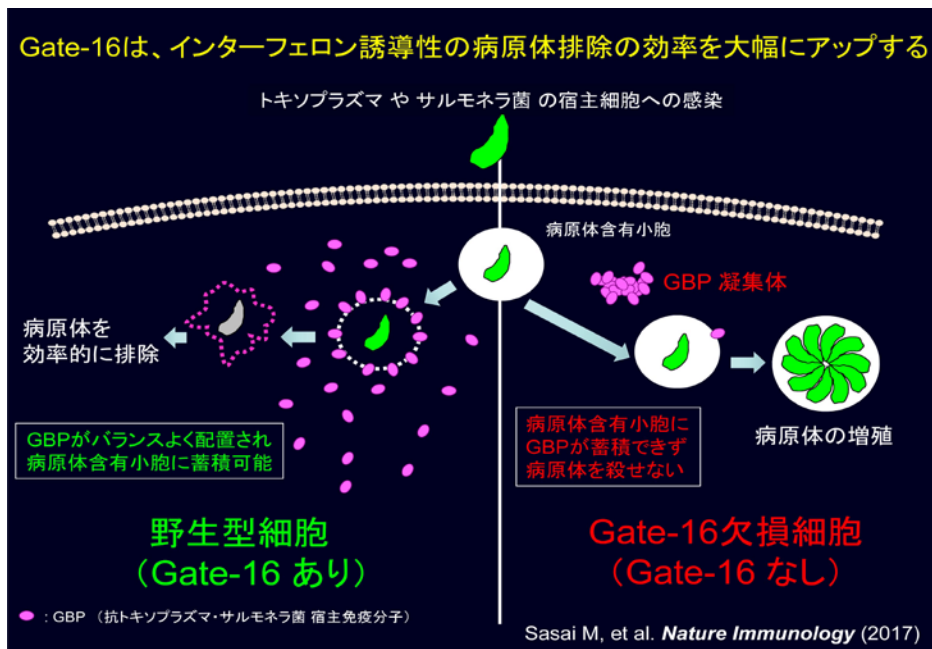 Gate-16は、インターフェロン誘導性の病原体排除の効率を大幅にアップする
トキソプラズマ や サルモネラ菌 の宿主細胞への感染
病原体含有小胞
GBP 凝集体
病原体を
効率的に排除
GBPがバランスよく配置され
病原体含有小胞に蓄積可能
病原体含有小胞に
GBPが蓄積できず
病原体を殺せない
病原体の増殖
野生型細胞
（Gate-16 あり）
Gate-16欠損細胞
（Gate-16 なし）
: GBP （抗トキソプラズマ・サルモネラ菌 宿主免疫分子）
Sasai M, et al. Nature Immunology (2017)